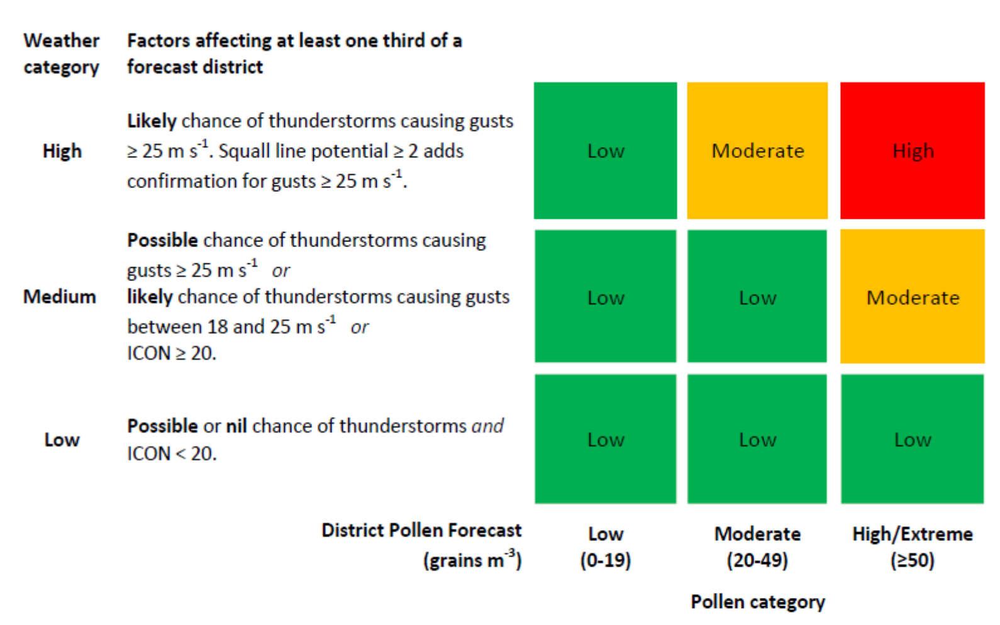 Weather category
Factors affecting at least one third of a
forecast district
High
Likely chance of thunderstorms causing gusts
≥ 25 m s⁻¹. Squall line potential ≥ 2 adds
confirmation for gusts ≥ 25 m s⁻¹.
Low
Moderate
High
Medium
Possible chance of thunderstorms causing
gusts ≥ 25 m s⁻¹ or
likely chance of thunderstorms causing gusts
between 18 and 25 m s⁻¹ or
ICON ≥ 20.
Low
Low
Moderate
Low
Possible or nil chance of thunderstorms and
ICON < 20.
Low
Low
Low
District Pollen Forecast
(grains m⁻³)
Low
(0-19)
Moderate
(20-49)
High/Extreme
(≥50)
Pollen category